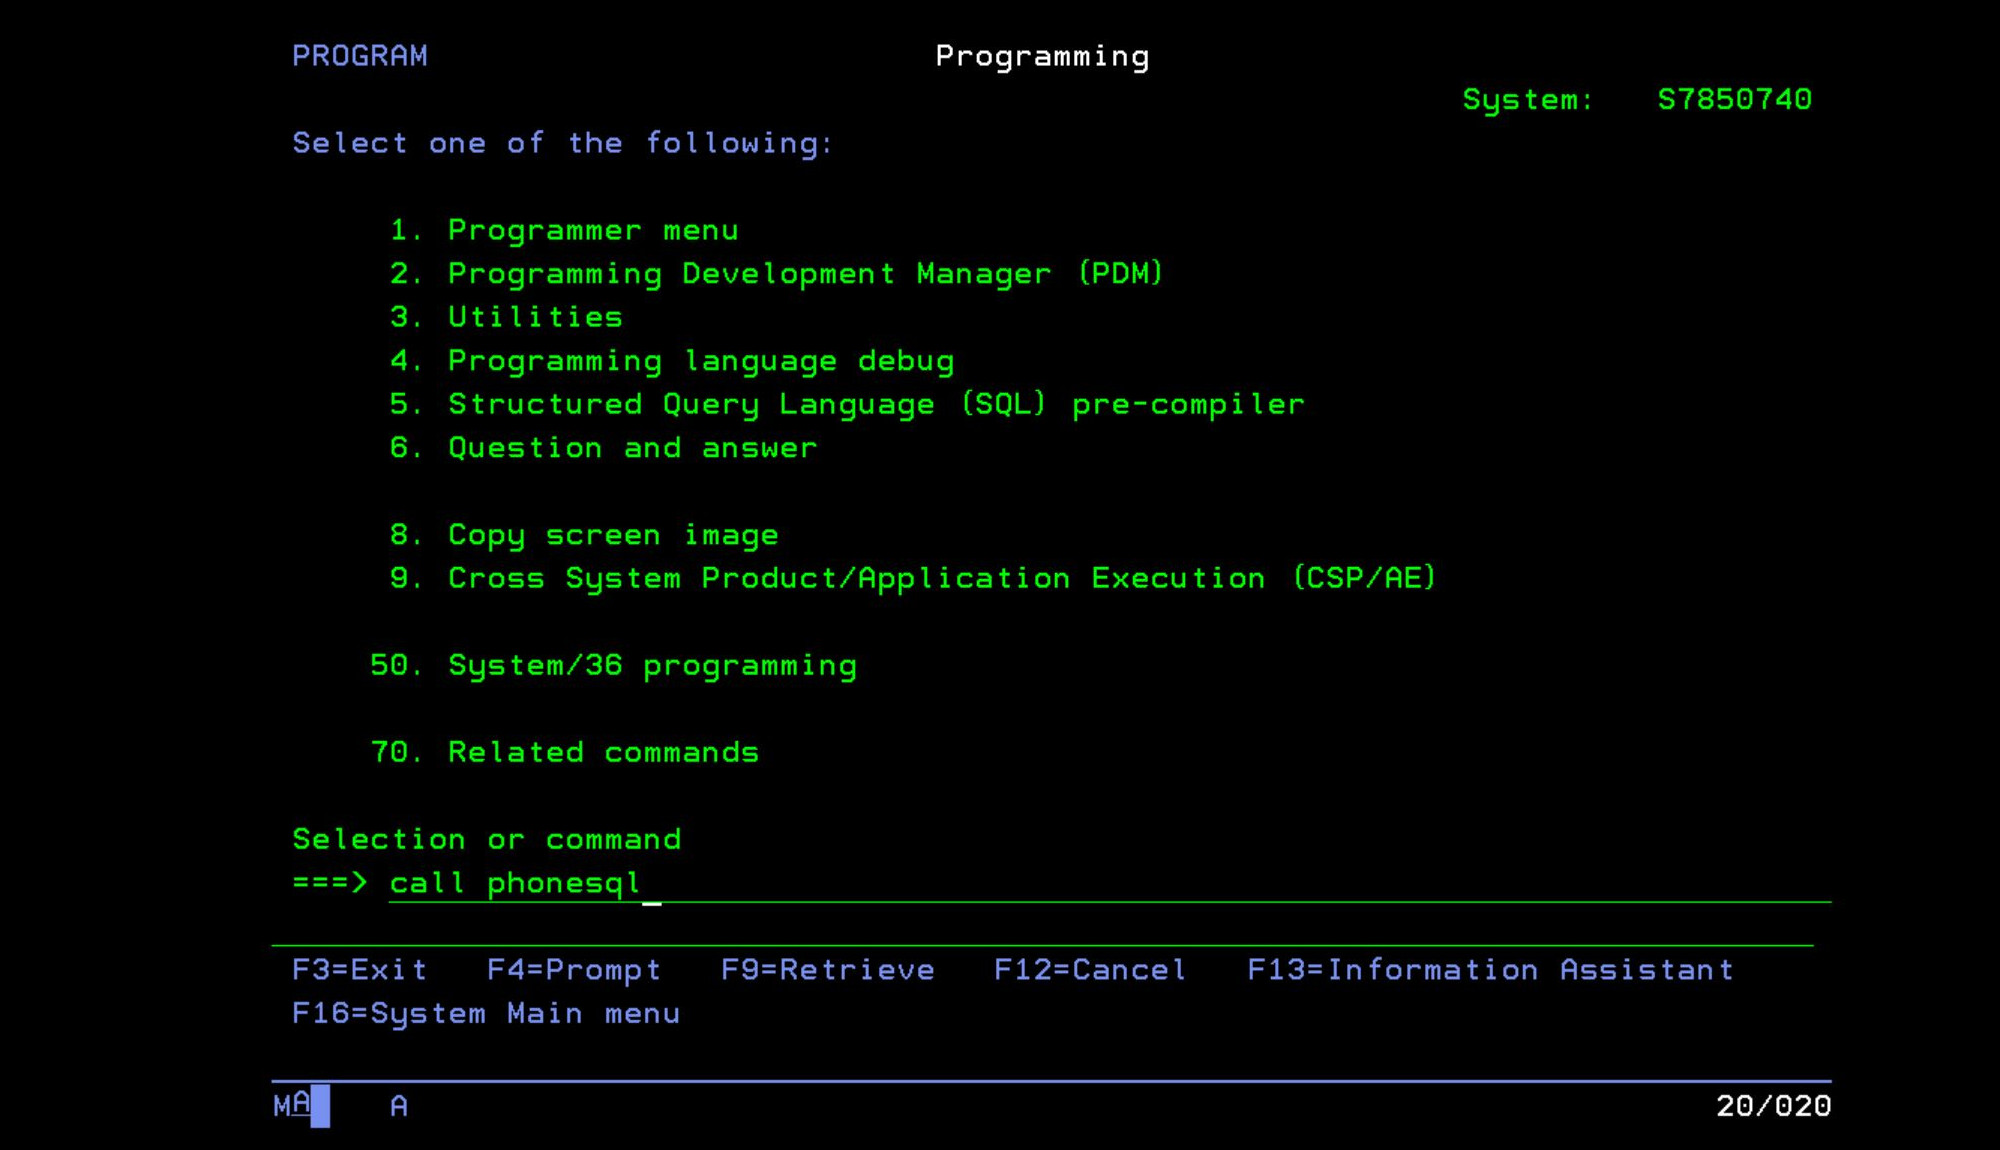 PROGRAM Programming
System: S7850740
Select one of the following:
1. Programmer menu
2. Programming Development Manager (PDM)
3. Utilities
4. Programming language debug
5. Structured Query Language (SQL) pre-compiler
6. Question and answer
8. Copy screen image
9. Cross System Product/Application Execution (CSP/AE)
50. System/36 programming
70. Related commands
Selection or command
===> call phonesql_
F3=Exit F4=Prompt F9=Retrieve F12=Cancel F13=Information Assistant
F16=System Main menu
MA A 20/020